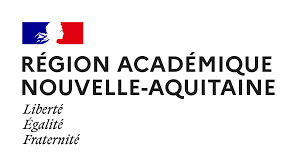 RÉGION ACADÉMIQUE
NOUVELLE-AQUITAINE
Liberté
Égalité
Fraternité